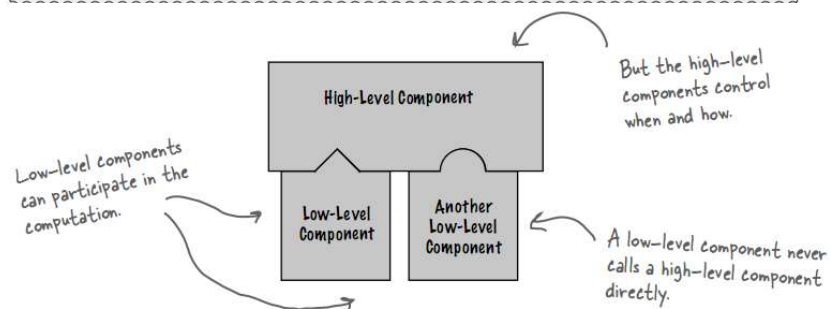 But the high-level
components control
when and how.
High-Level Component
Low-level components
can participate in the
computation.
Low-Level
Component
Another
Low-Level
Component
A low-level component never
calls a high-level component
directly.